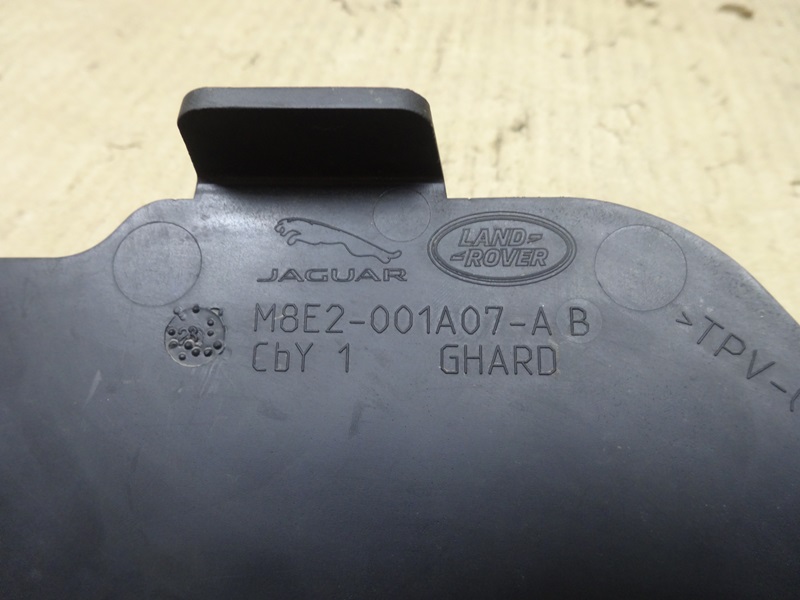 JAGUAR
LAND-
-ROVER
M8E2-001A07-A B
CbY 1 GHARD
>TPV-